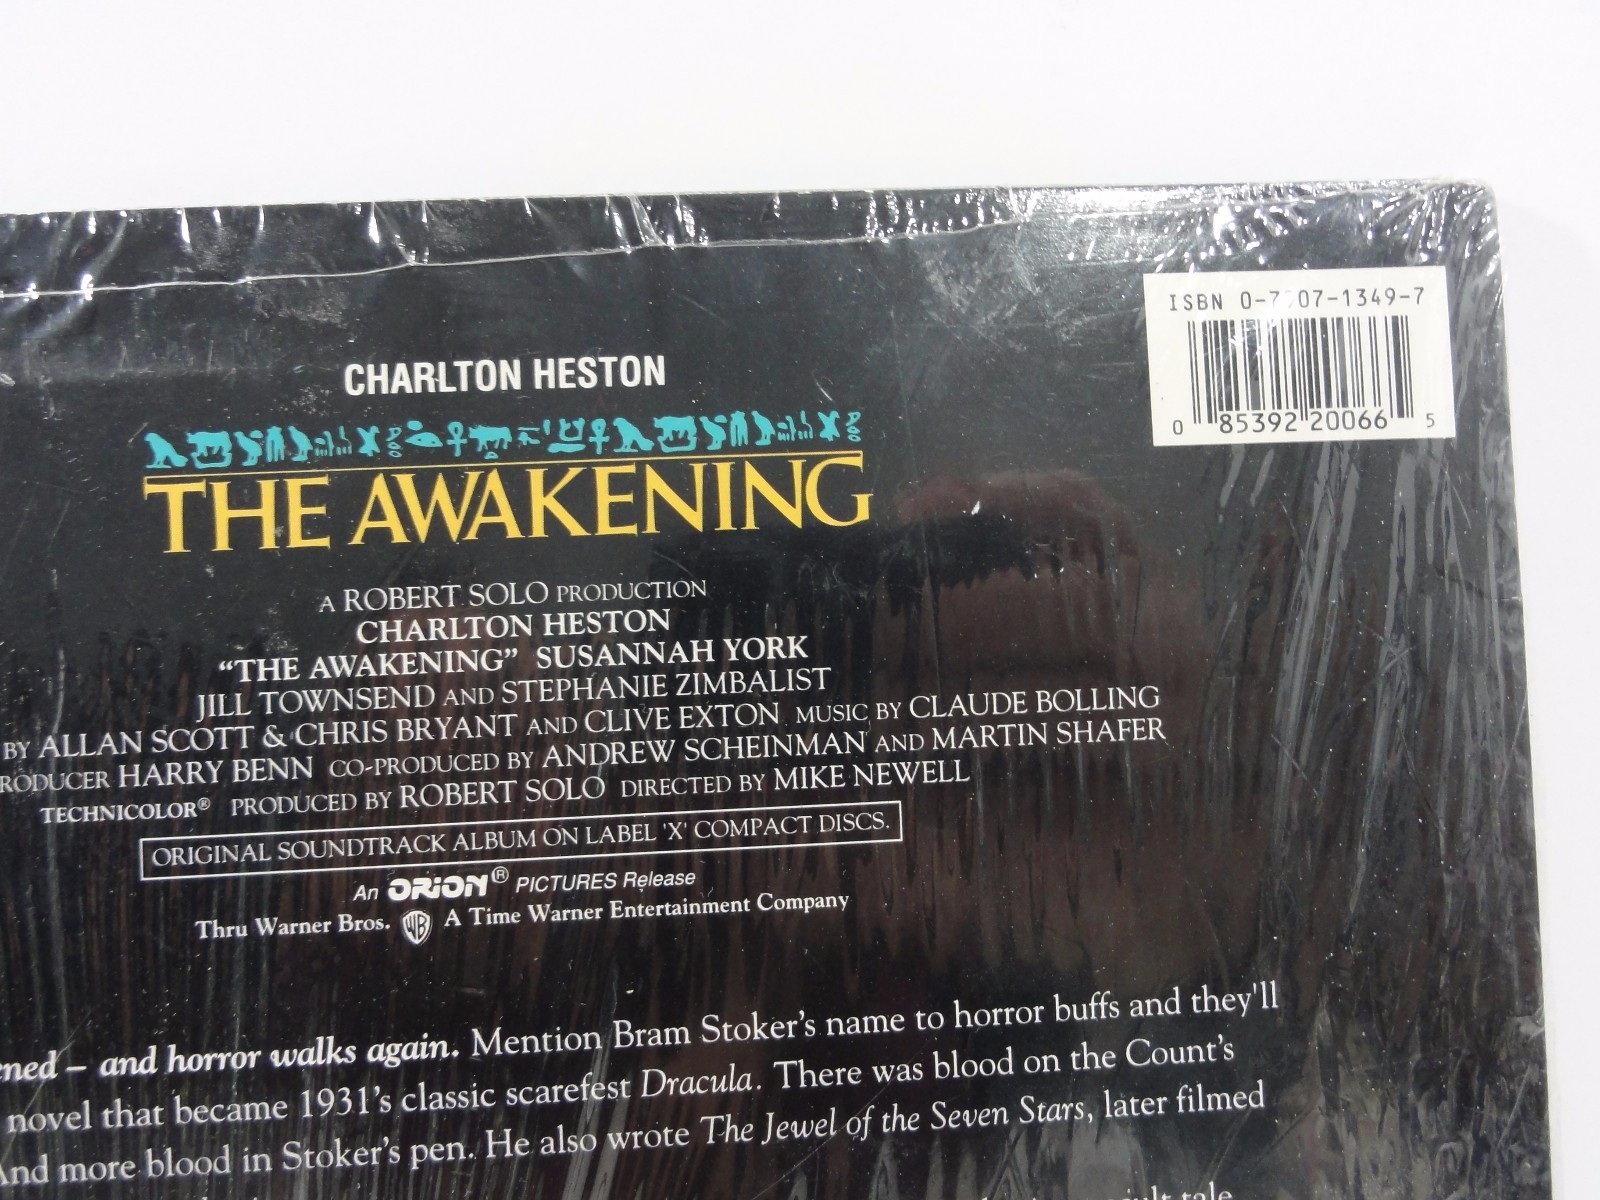 ISBN 0-7907-1349-7
0 85392 20066 5
CHARLTON HESTON
THE AWAKENING
A ROBERT SOLO PRODUCTION
CHARLTON HESTON
“THE AWAKENING” SUSANNAH YORK
JILL TOWNSEND AND STEPHANIE ZIMBALIST
BY ALLAN SCOTT & CHRIS BRYANT AND CLIVE EXTON MUSIC BY CLAUDE BOLLING
RODUCER HARRY BENN CO-PRODUCED BY ANDREW SCHEINMAN AND MARTIN SHAFER
TECHNICOLOR® PRODUCED BY ROBERT SOLO DIRECTED BY MIKE NEWELL
ORIGINAL SOUNDTRACK ALBUM ON LABEL 'X' COMPACT DISCS.
An ORION® PICTURES Release
Thru Warner Bros. WB A Time Warner Entertainment Company
ened – and horror walks again. Mention Bram Stoker's name to horror buffs and they'll
novel that became 1931's classic scarefest Dracula. There was blood on the Count's
And more blood in Stoker's pen. He also wrote The Jewel of the Seven Stars, later filmed
tale